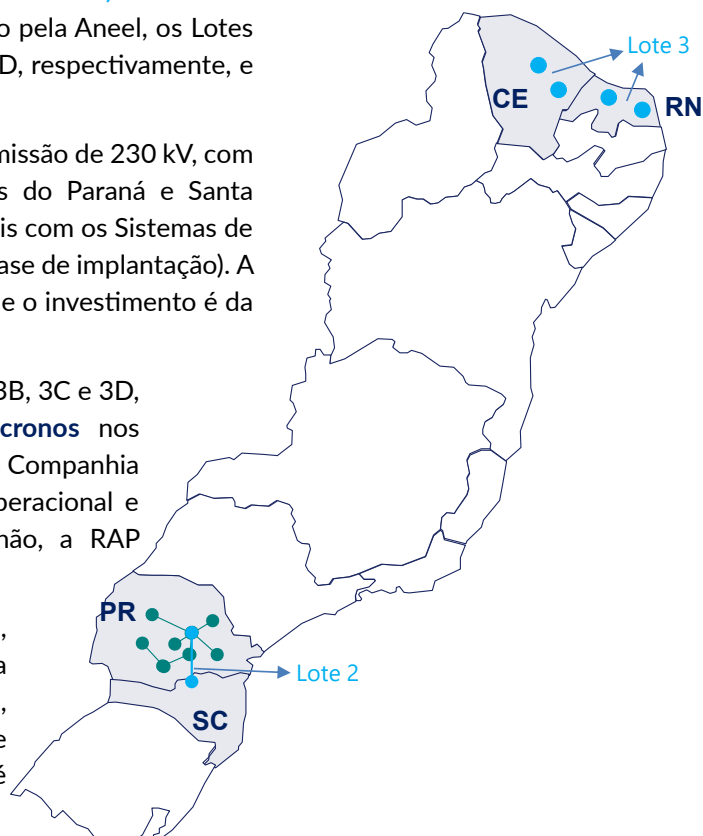 o pela Aneel, os Lotes
D, respectivamente, e
missão de 230 kV, com
s do Paraná e Santa
is com os Sistemas de
ase de implantação). A
e o investimento é da
3B, 3C e 3D,
cronos nos
Companhia
peracional e
não, a RAP
,
a
,
e
é
Lote 3
CE
RN
PR
Lote 2
SC